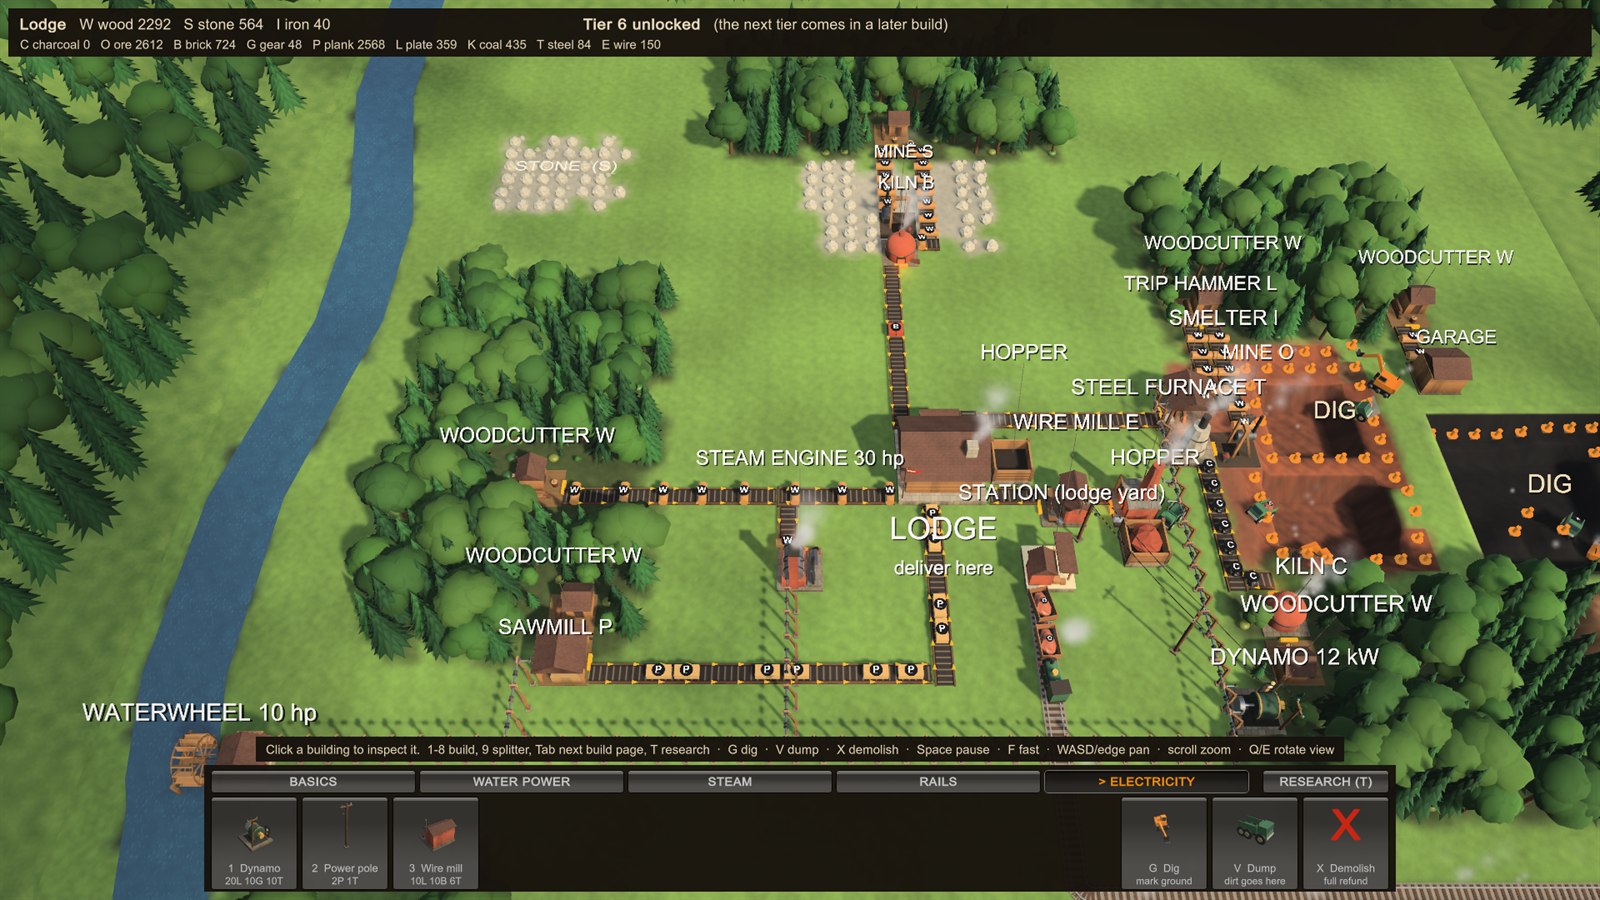 Lodge W wood 2292 S stone 564 I iron 40
Tier 6 unlocked (the next tier comes in a later build)
C charcoal 0 O ore 2612 B brick 724 G gear 48 P plank 2568 L plate 359 K coal 435 T steel 84 E wire 150
STONE (S)
MINE S
KILN B
WOODCUTTER W
WOODCUTTER W
TRIP HAMMER L
SMELTER I
GARAGE
HOPPER
MINE O
STEEL FURNACE T
DIG
WIRE MILL E
WOODCUTTER W
STEAM ENGINE 30 hp
HOPPER
DIG
STATION (lodge yard)
LODGE
deliver here
WOODCUTTER W
KILN C
WOODCUTTER W
SAWMILL P
DYNAMO 12 kW
WATERWHEEL 10 hp
Click a building to inspect it. 1-8 build, 9 splitter, Tab next build page, T research · G dig · V dump · X demolish · Space pause · F fast · WASD/edge pan · scroll zoom · Q/E rotate view
BASICS
WATER POWER
STEAM
RAILS
> ELECTRICITY
RESEARCH (T)
1 Dynamo
20L 10G 10T
2 Power pole
2P 1T
3 Wire mill
10L 10B 6T
G Dig
mark ground
V Dump
dirt goes here
X Demolish
full refund